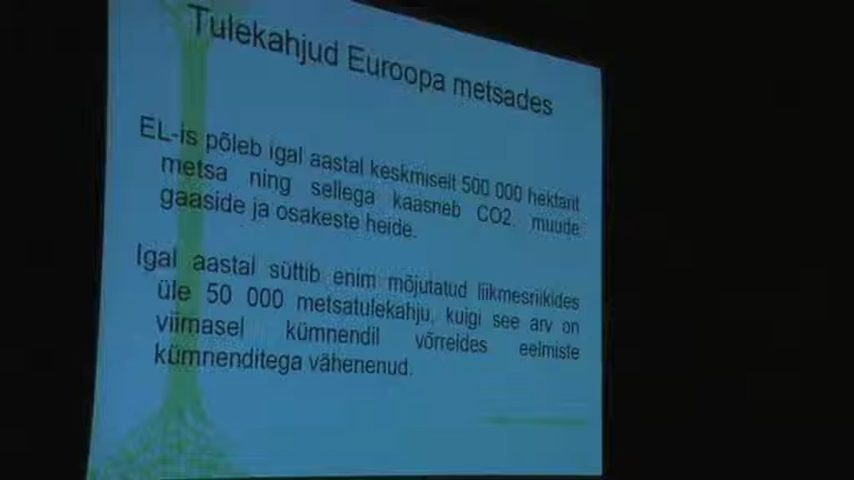 Tulekahjud Euroopa metsades
EL-is põleb igal aastal keskmiselt 500 000 hektarit
metsa ning sellega kaasneb CO2, muude
gaaside ja osakeste heide.
Igal aastal süttib enim mõjutatud liikmesriikides
üle 50 000 metsatulekahju, kuigi see arv on
viimasel kümnendil võrreides eelmiste
kümnenditega vähenenud.